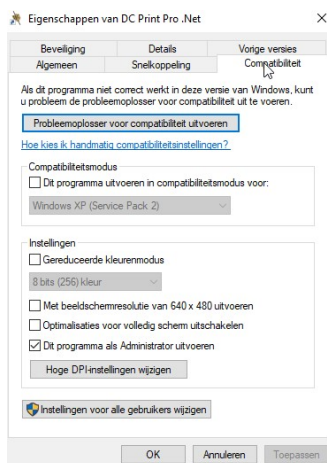 Eigenschappen van DC Print Pro .Net
Beveiliging Details Vorige versies
Algemeen Snelkoppeling Compatibiliteit
Als dit programma niet correct werkt in deze versie van Windows, kunt
u probleem de probleemoplosser voor compatibiliteit uit te voeren.
Probleemoplosser voor compatibiliteit uitvoeren
Hoe kies ik handmatig compatibiliteitsinstellingen?
Compatibiliteitsmodus
Dit programma uitvoeren in compatibiliteitsmodus voor:
Windows XP (Service Pack 2)
Instellingen
Gereduceerde kleurenmodus
8 bits (256) kleur
Met beeldschermresolutie van 640 x 480 uitvoeren
Optimalisaties voor volledig scherm uitschakelen
Dit programma als Administrator uitvoeren
Hoge DPI-instellingen wijzigen
Instellingen voor alle gebruikers wijzigen
OK Annuleren Toepassen